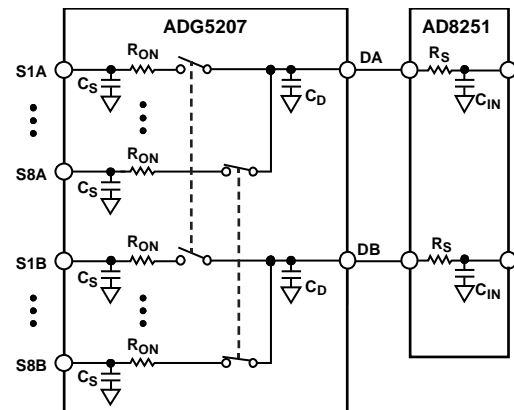 ADG5207 AD8251
S1A RON CS CD DA RS CIN
S8A RON CS
S1B RON CS CD DB RS CIN
S8B RON CS